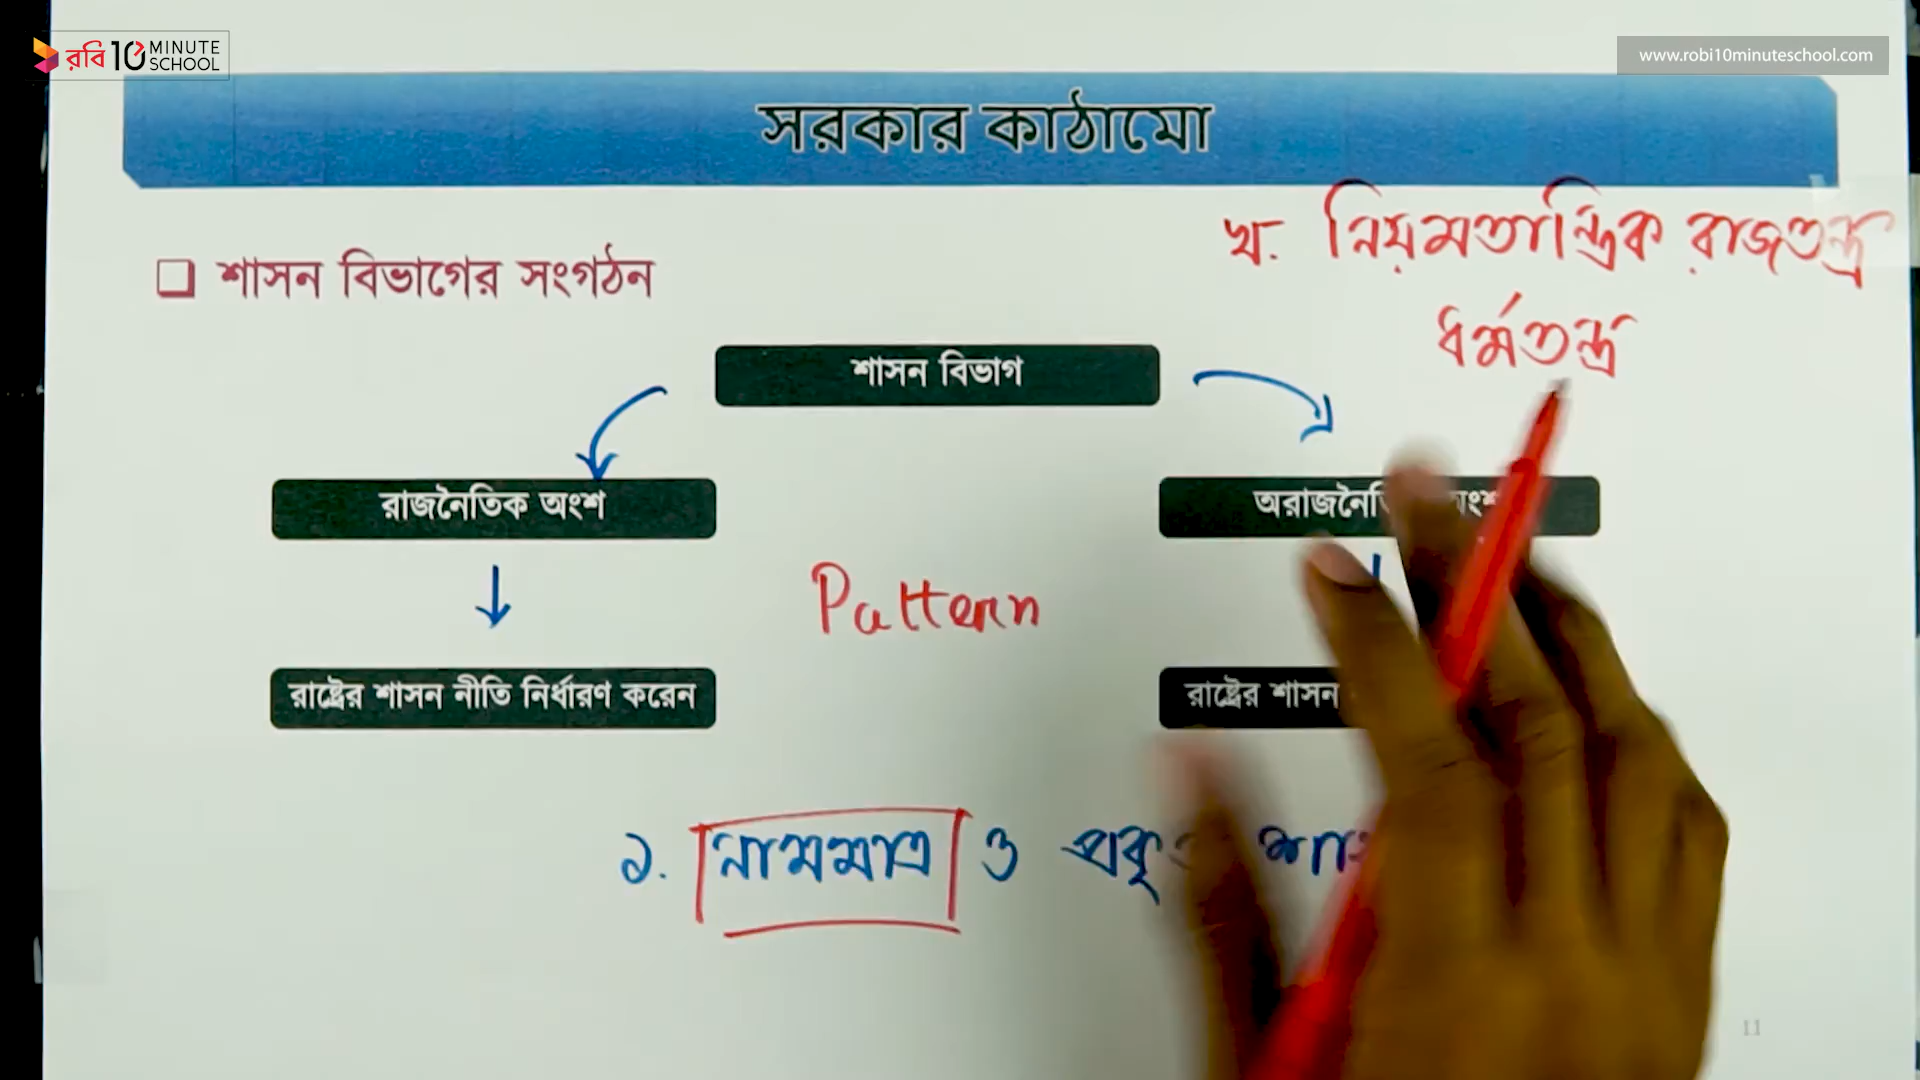 রবি 10 MINUTE SCHOOL
www.robi10minuteschool.com
সরকার কাঠামো
খ. নিয়মতান্ত্রিক রাজতন্ত্র
ধর্মতন্ত্র
❑ শাসন বিভাগের সংগঠন
শাসন বিভাগ
রাজনৈতিক অংশ
Pattern
রাষ্ট্রের শাসন নীতি নির্ধারণ করেন
রাষ্ট্রের শাসন
১. নামমাত্র ও
11